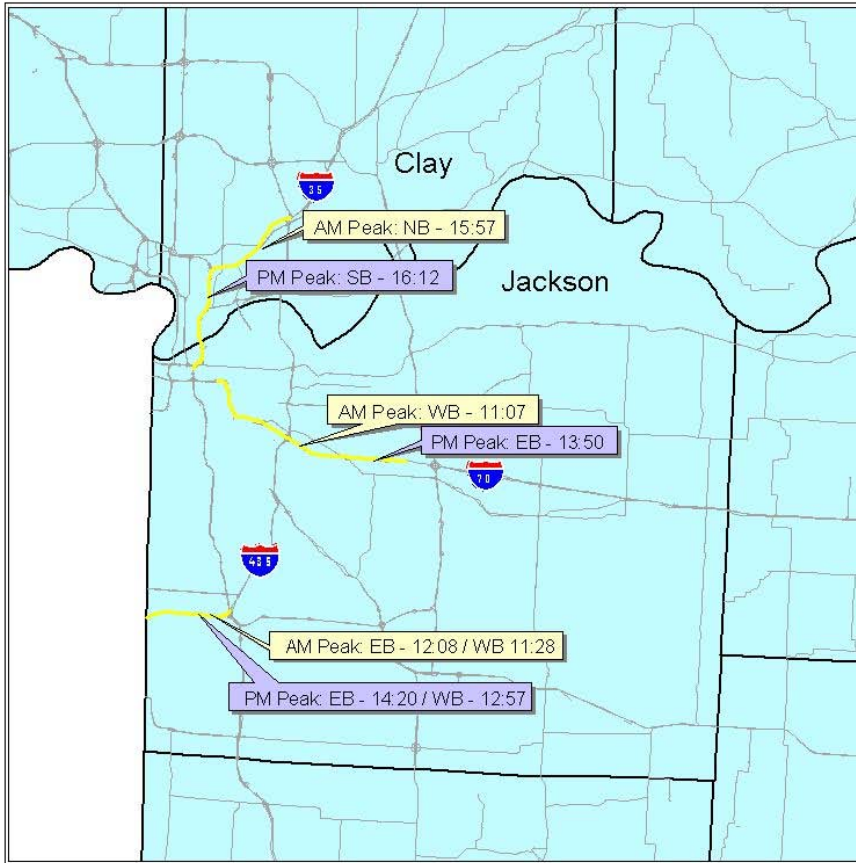 Clay
35
AM Peak: NB - 15:57
PM Peak: SB - 16:12
Jackson
AM Peak: WB - 11:07
PM Peak: EB - 13:50
70
435
AM Peak: EB - 12:08 / WB 11:28
PM Peak: EB - 14:20 / WB - 12:57